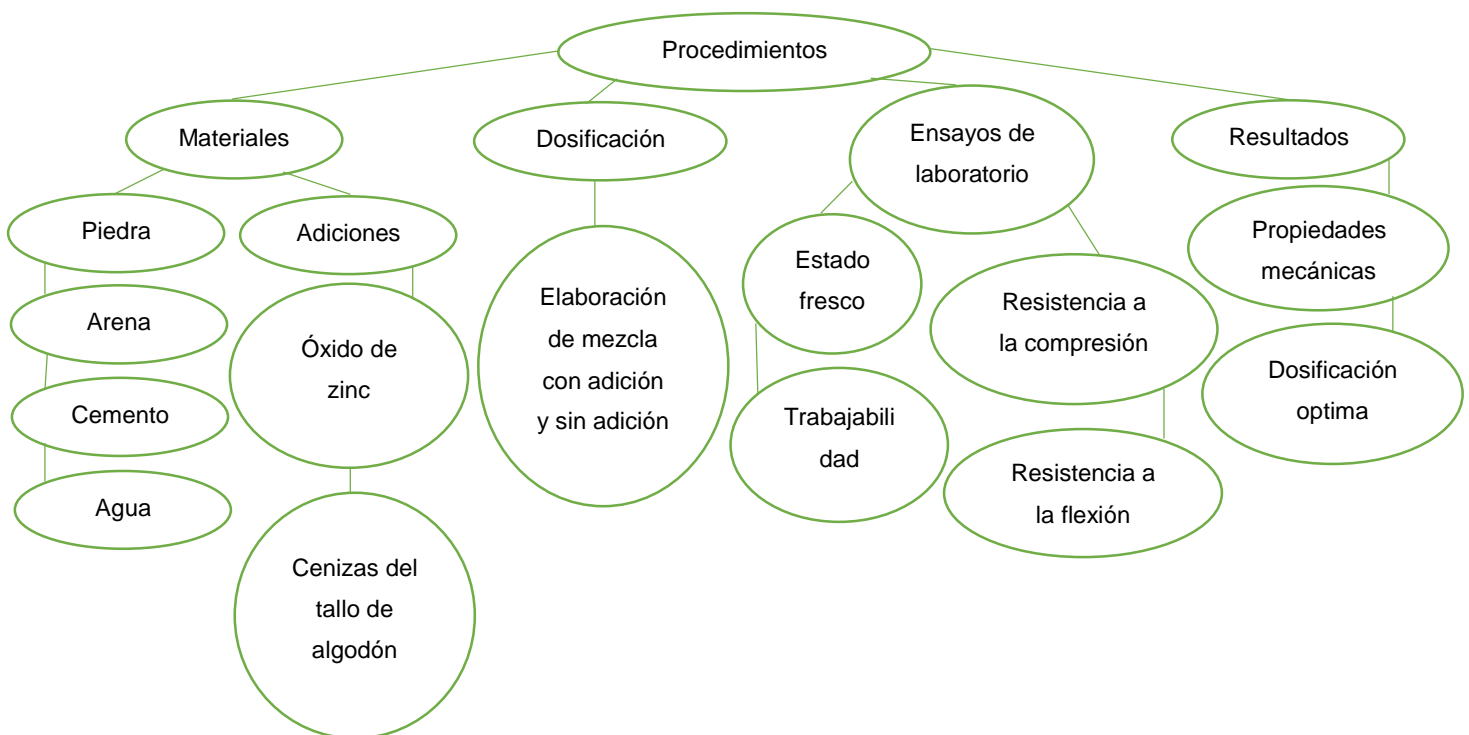 Procedimientos
Materiales
Dosificación
Ensayos de
laboratorio
Resultados
Piedra
Adiciones
Estado
fresco
Propiedades
mecánicas
Arena
Óxido de
zinc
Elaboración
de mezcla
con adición
y sin adición
Resistencia a
la compresión
Cemento
Trabajabili
dad
Dosificación
optima
Agua
Resistencia a
la flexión
Cenizas del
tallo de
algodón